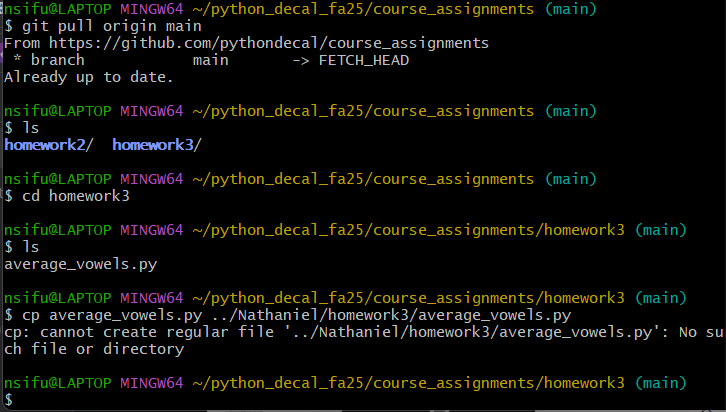 nsifu@LAPTOP MINGW64 ~/python_decal_fa25/course_assignments (main)
$ git pull origin main
From https://github.com/pythondecal/course_assignments
 * branch            main       -> FETCH_HEAD
Already up to date.
nsifu@LAPTOP MINGW64 ~/python_decal_fa25/course_assignments (main)
$ ls
homework2/  homework3/
nsifu@LAPTOP MINGW64 ~/python_decal_fa25/course_assignments (main)
$ cd homework3
nsifu@LAPTOP MINGW64 ~/python_decal_fa25/course_assignments/homework3 (main)
$ ls
average_vowels.py
nsifu@LAPTOP MINGW64 ~/python_decal_fa25/course_assignments/homework3 (main)
$ cp average_vowels.py ../Nathaniel/homework3/average_vowels.py
cp: cannot create regular file '../Nathaniel/homework3/average_vowels.py': No su
ch file or directory
nsifu@LAPTOP MINGW64 ~/python_decal_fa25/course_assignments/homework3 (main)
$